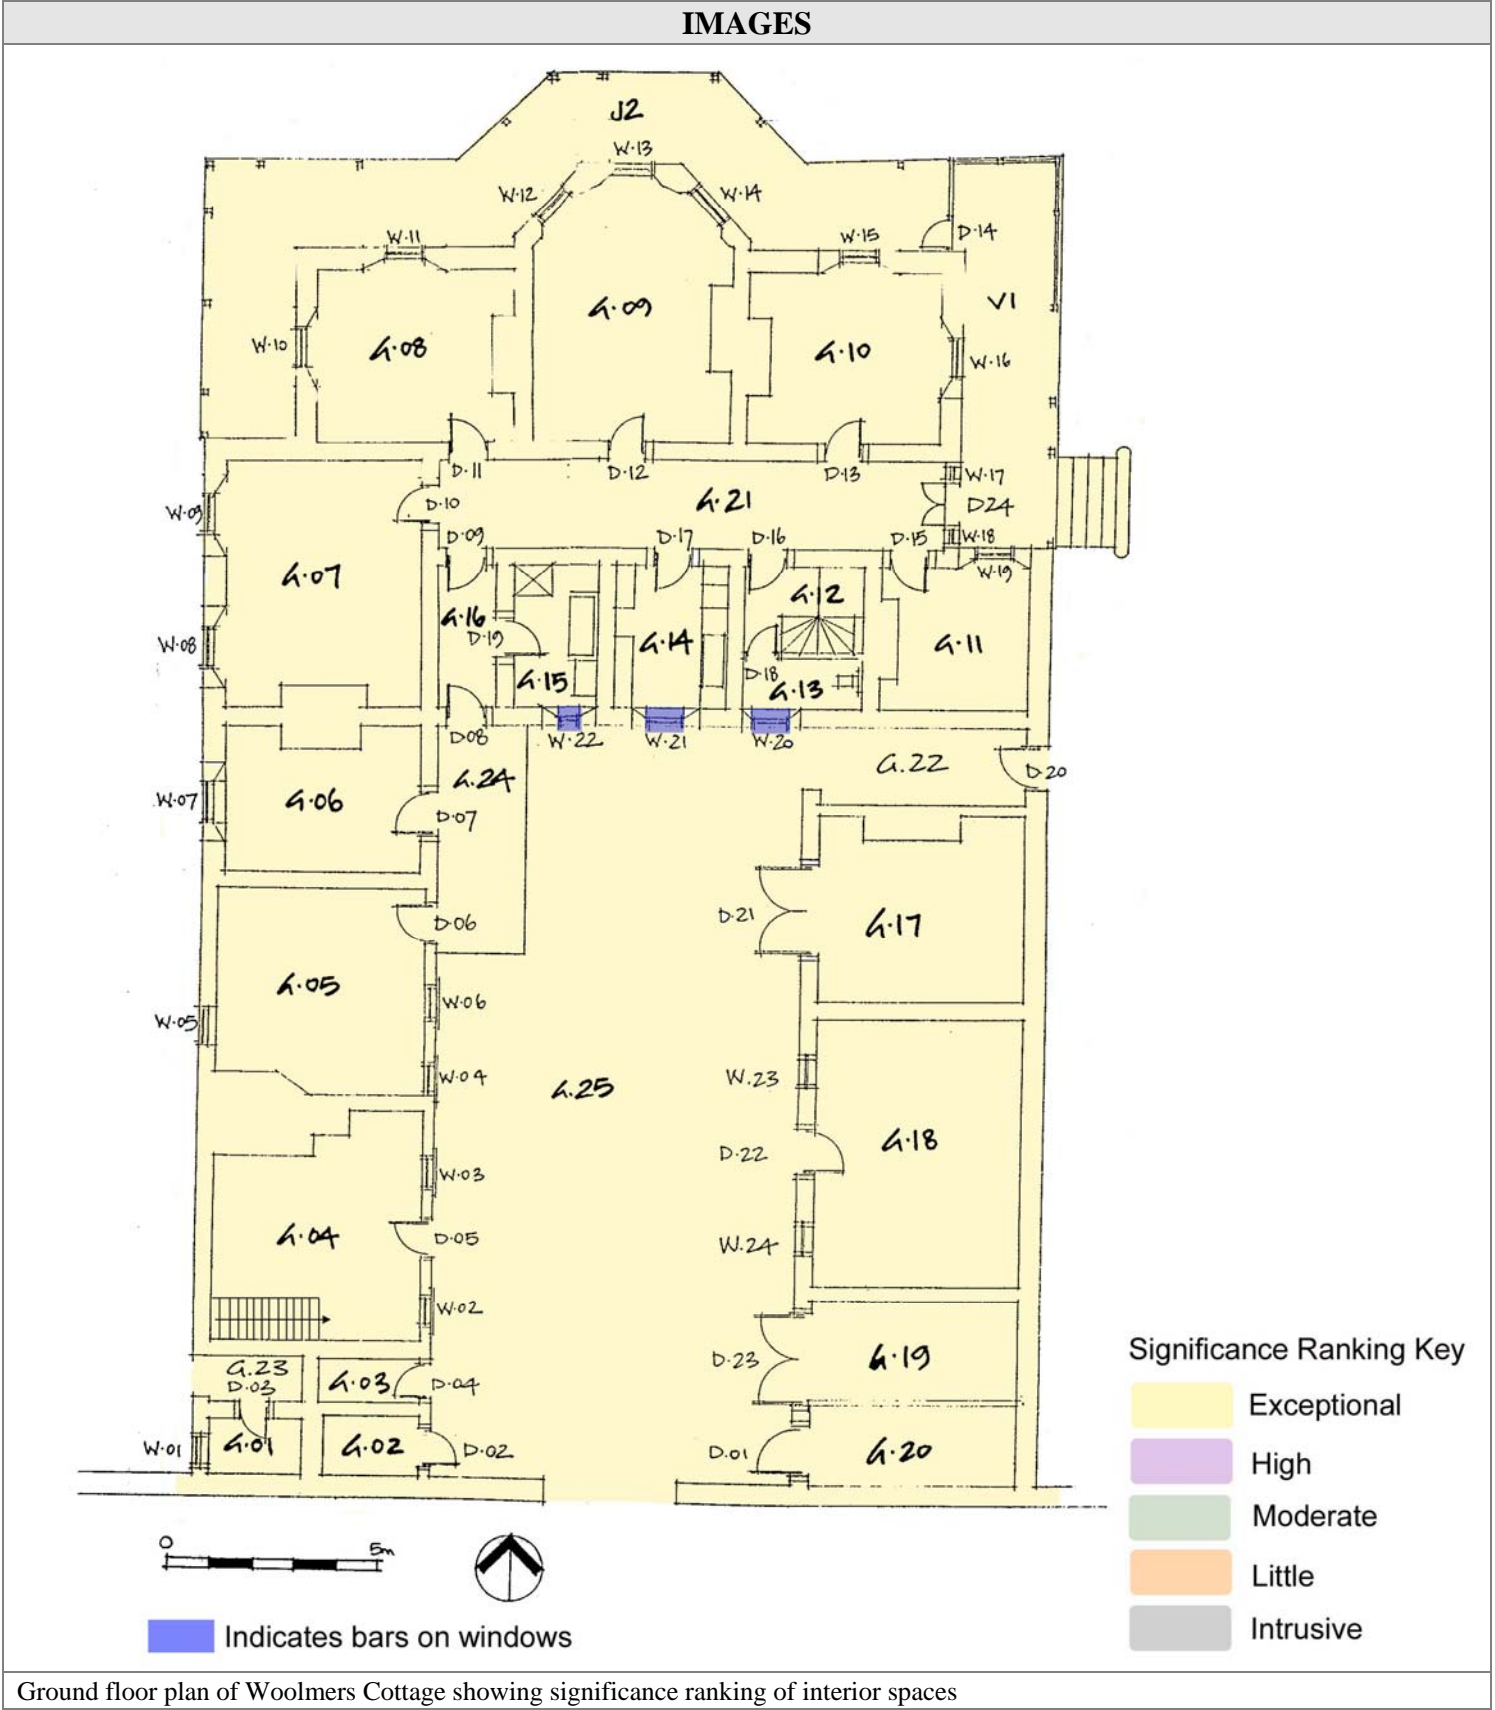 IMAGES
J2
W.13
W.12
W.14
W.11
W.15
D.14
G.09
V1
W.10
G.08
G.10
W.16
D.11
D.12
D.13
W.17
W.09
D.10
G.21
D24
D.09
D.17
D.16
D.15
W.18
W.19
G.07
G.12
G.16
D.19
G.14
G.11
W.08
D.18
G.15
G.13
D08
W.22
W.21
W.20
G.22
D.20
G.24
W.07
G.06
D.07
D.21
G.17
D.06
G.05
W.06
W.05
W.04
W.23
G.25
G.18
D.22
W.03
G.04
D.05
W.24
W.02
G.23
D.03
G.03
D.04
D.23
G.19
W.01
G.01
G.02
D.02
D.01
G.20
0
5m
Indicates bars on windows
Significance Ranking Key
Exceptional
High
Moderate
Little
Intrusive
Ground floor plan of Woolmers Cottage showing significance ranking of interior spaces